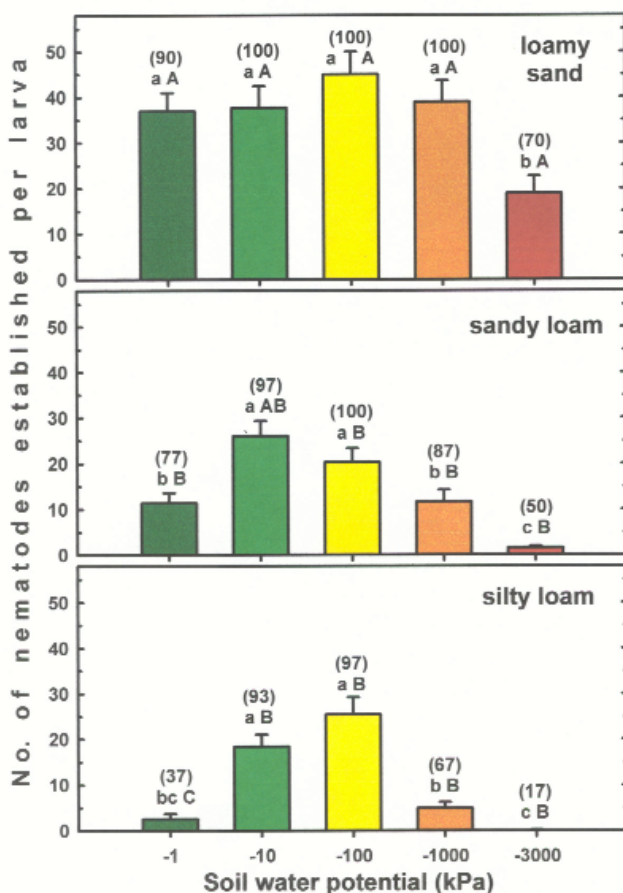 No. of nematodes established per larva
loamy
sand
50
40
30
20
10
0
(90)
a A
(100)
a A
(100)
a A
(100)
a A
(70)
b A
sandy loam
50
40
30
20
10
0
(77)
b B
(97)
a AB
(100)
a B
(87)
b B
(50)
c B
silty loam
50
40
30
20
10
0
(37)
bc C
(93)
a B
(97)
a B
(67)
b B
(17)
c B
-1 -10 -100 -1000 -3000
Soil water potential (kPa)